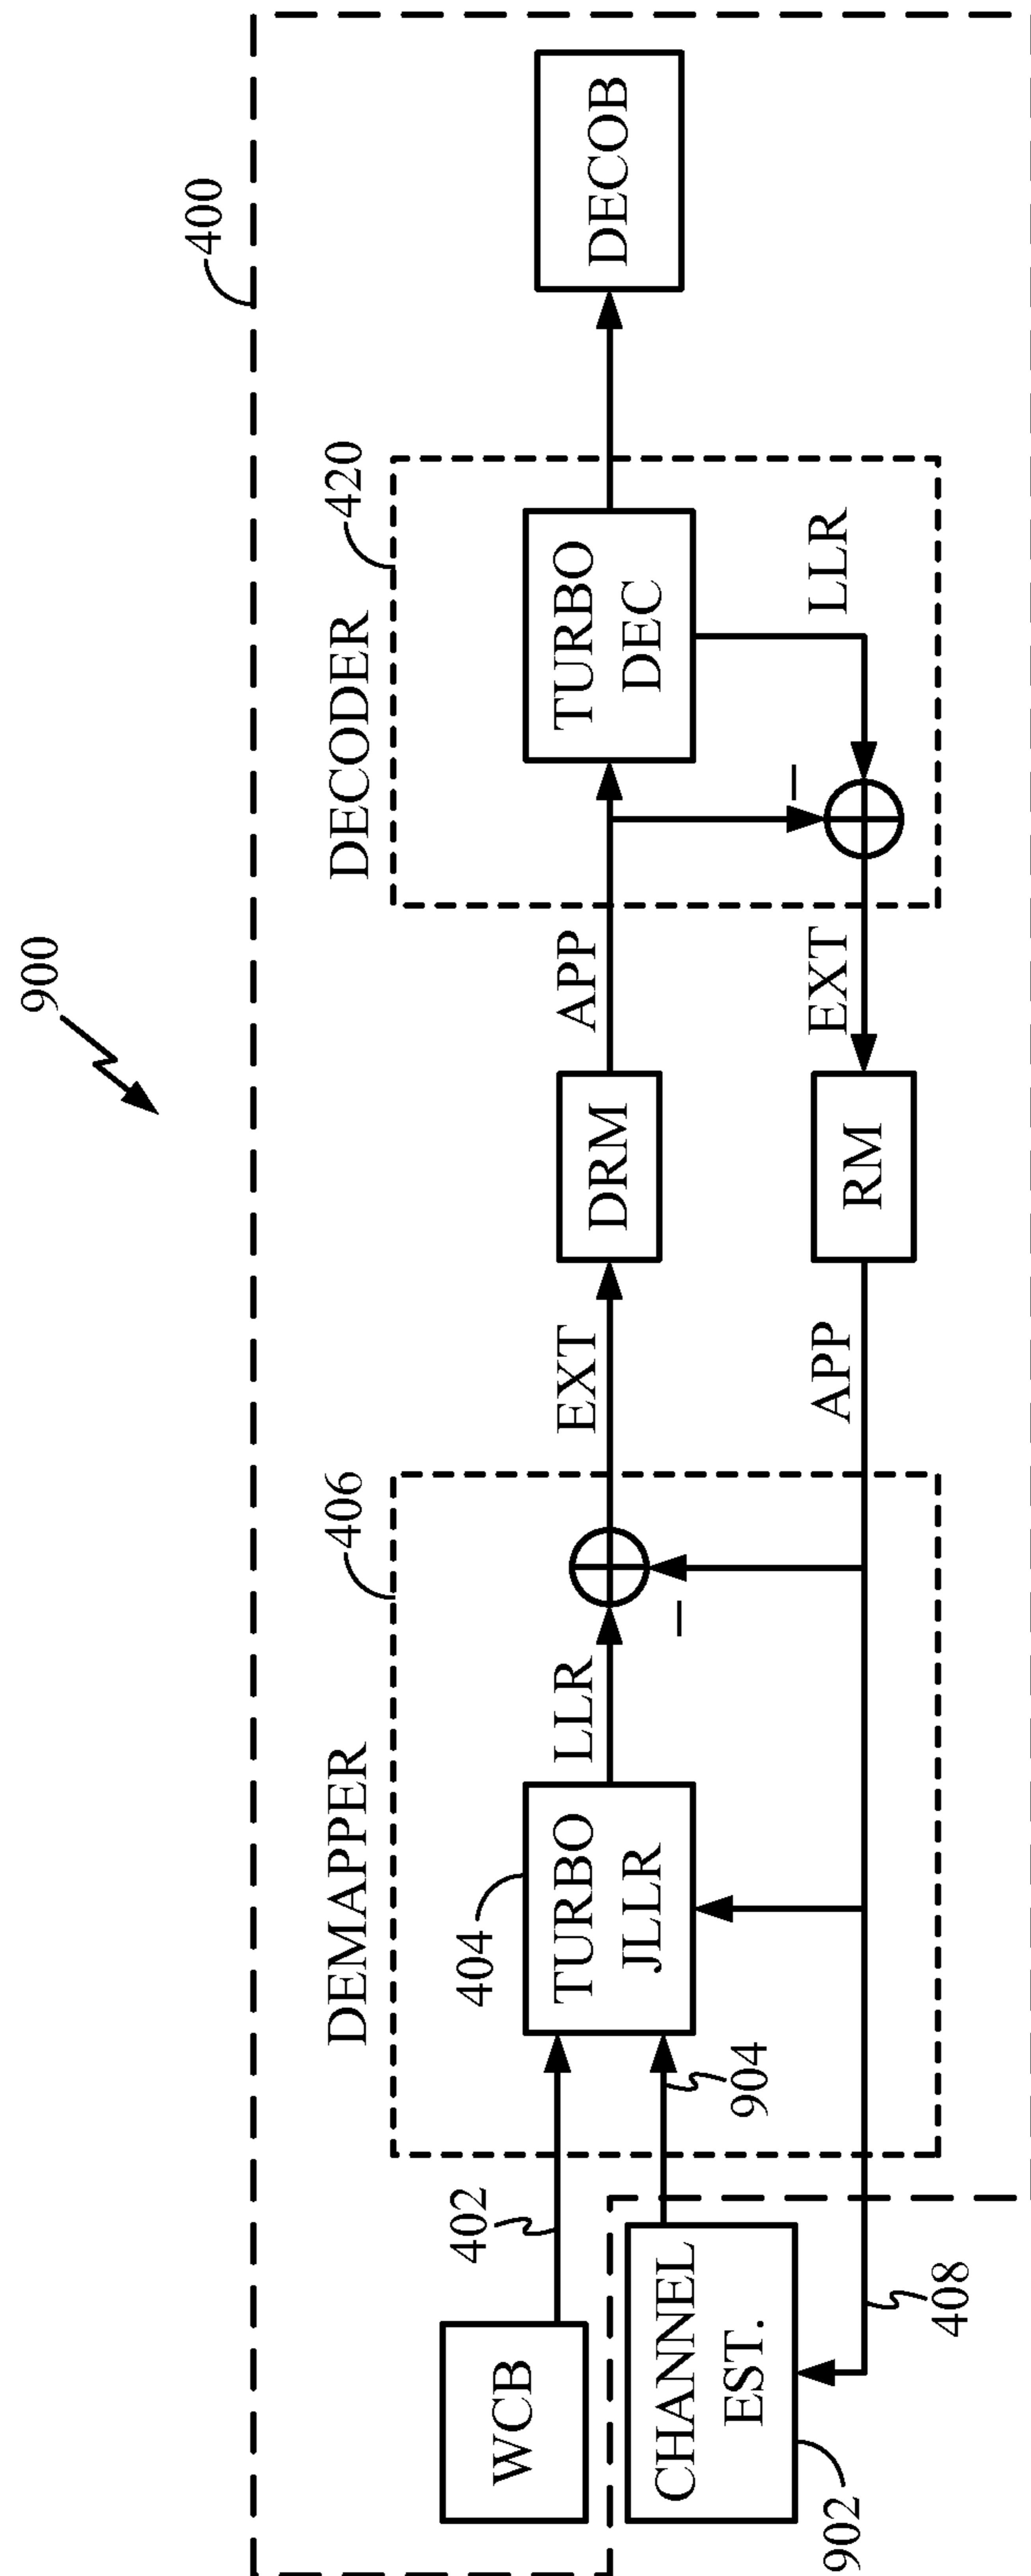 900
400
DEMAPPER
406
DECODER
420
WCB
402
404
TURBO
JLLR
LLR
EXT
DRM
APP
TURBO
DEC
DECOB
CHANNEL
EST.
902
904
–
–
LLR
408
APP
RM
EXT